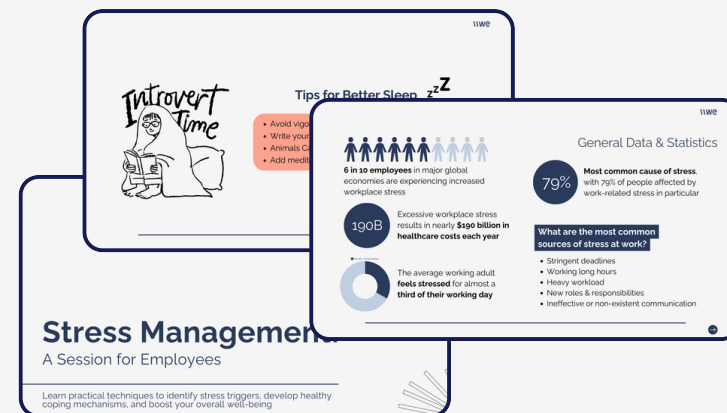 \\we
Introvert
Time
Tips for Better Sleep
zzZ
Avoid
Write your
Animals
Add
\\we
General Data & Statistics
6 in 10 employees in major global
economies are experiencing increased
workplace stress
190B
Excessive workplace stress
results in nearly $190 billion in
healthcare costs each year
The average working adult
feels stressed for almost a
third of their working day
79%
Most common cause of stress,
with 79% of people affected by
work-related stress in particular
What are the most common
sources of stress at work?
Stringent deadlines
Working long hours
Heavy workload
New roles & responsibilities
Ineffective or non-existent communication
Stress Management
A Session for Employees
Learn practical techniques to identify stress triggers, develop healthy
coping mechanisms, and boost your overall well-being